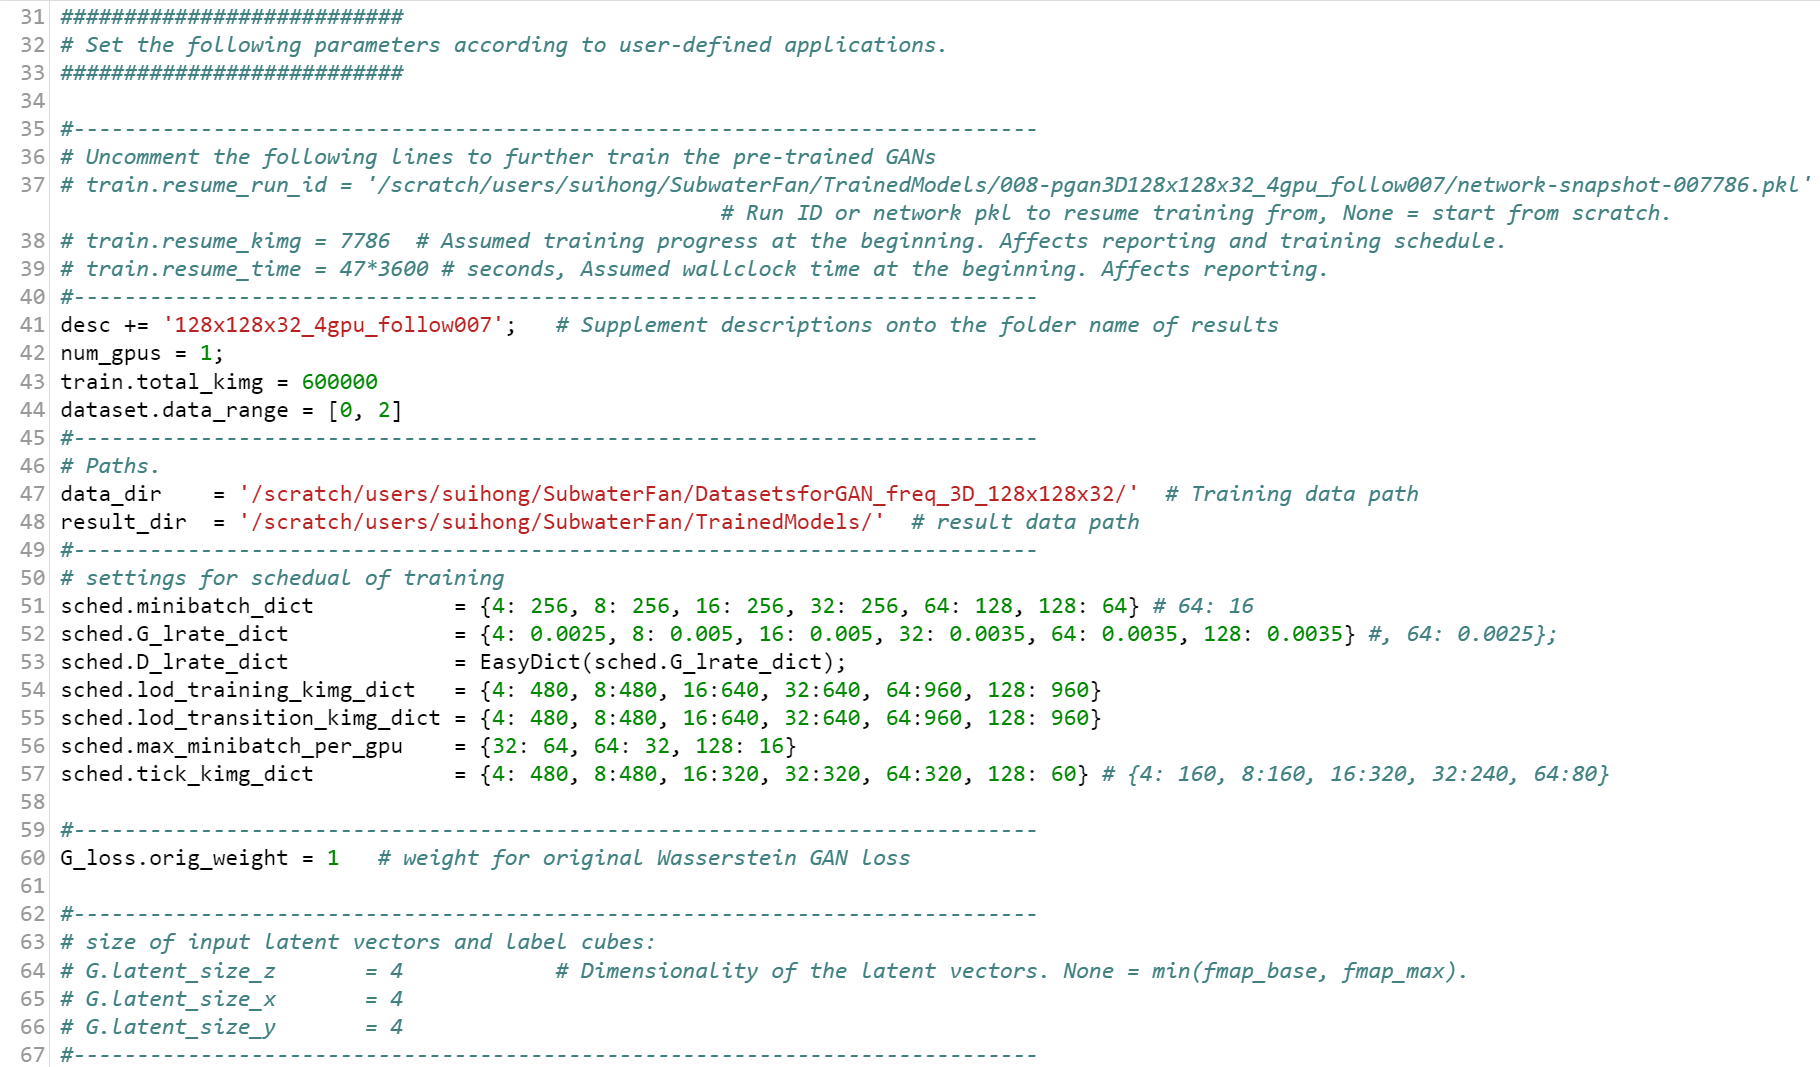 31 ###########################
32 # Set the following parameters according to user-defined applications.
33 ###########################
34
35 #----------------------------------------------------------------------------
36 # Uncomment the following lines to further train the pre-trained GANs
37 # train.resume_run_id = '/scratch/users/suihong/SubwaterFan/TrainedModels/008-pgan3D128x128x32_4gpu_follow007/network-snapshot-007786.pkl'
# Run ID or network pkl to resume training from, None = start from scratch.
38 # train.resume_kimg = 7786  # Assumed training progress at the beginning. Affects reporting and training schedule.
39 # train.resume_time = 47*3600 # seconds, Assumed wallclock time at the beginning. Affects reporting.
40 #----------------------------------------------------------------------------
41 desc += '128x128x32_4gpu_follow007';   # Supplement descriptions onto the folder name of results
42 num_gpus = 1;
43 train.total_kimg = 600000
44 dataset.data_range = [0, 2]
45 #----------------------------------------------------------------------------
46 # Paths.
47 data_dir    = '/scratch/users/suihong/SubwaterFan/DatasetsforGAN_freq_3D_128x128x32/'  # Training data path
48 result_dir  = '/scratch/users/suihong/SubwaterFan/TrainedModels/'  # result data path
49 #----------------------------------------------------------------------------
50 # settings for schedual of training
51 sched.minibatch_dict           = {4: 256, 8: 256, 16: 256, 32: 256, 64: 128, 128: 64} # 64: 16
52 sched.G_lrate_dict             = {4: 0.0025, 8: 0.005, 16: 0.005, 32: 0.0035, 64: 0.0035, 128: 0.0035} #, 64: 0.0025};
53 sched.D_lrate_dict             = EasyDict(sched.G_lrate_dict);
54 sched.lod_training_kimg_dict   = {4: 480, 8:480, 16:640, 32:640, 64:960, 128: 960}
55 sched.lod_transition_kimg_dict = {4: 480, 8:480, 16:640, 32:640, 64:960, 128: 960}
56 sched.max_minibatch_per_gpu    = {32: 64, 64: 32, 128: 16}
57 sched.tick_kimg_dict           = {4: 480, 8:480, 16:320, 32:320, 64:320, 128: 60} # {4: 160, 8:160, 16:320, 32:240, 64:80}
58
59 #----------------------------------------------------------------------------
60 G_loss.orig_weight = 1   # weight for original Wasserstein GAN loss
61
62 #----------------------------------------------------------------------------
63 # size of input latent vectors and label cubes:
64 # G.latent_size_z       = 4            # Dimensionality of the latent vectors. None = min(fmap_base, fmap_max).
65 # G.latent_size_x       = 4
66 # G.latent_size_y       = 4
67 #----------------------------------------------------------------------------